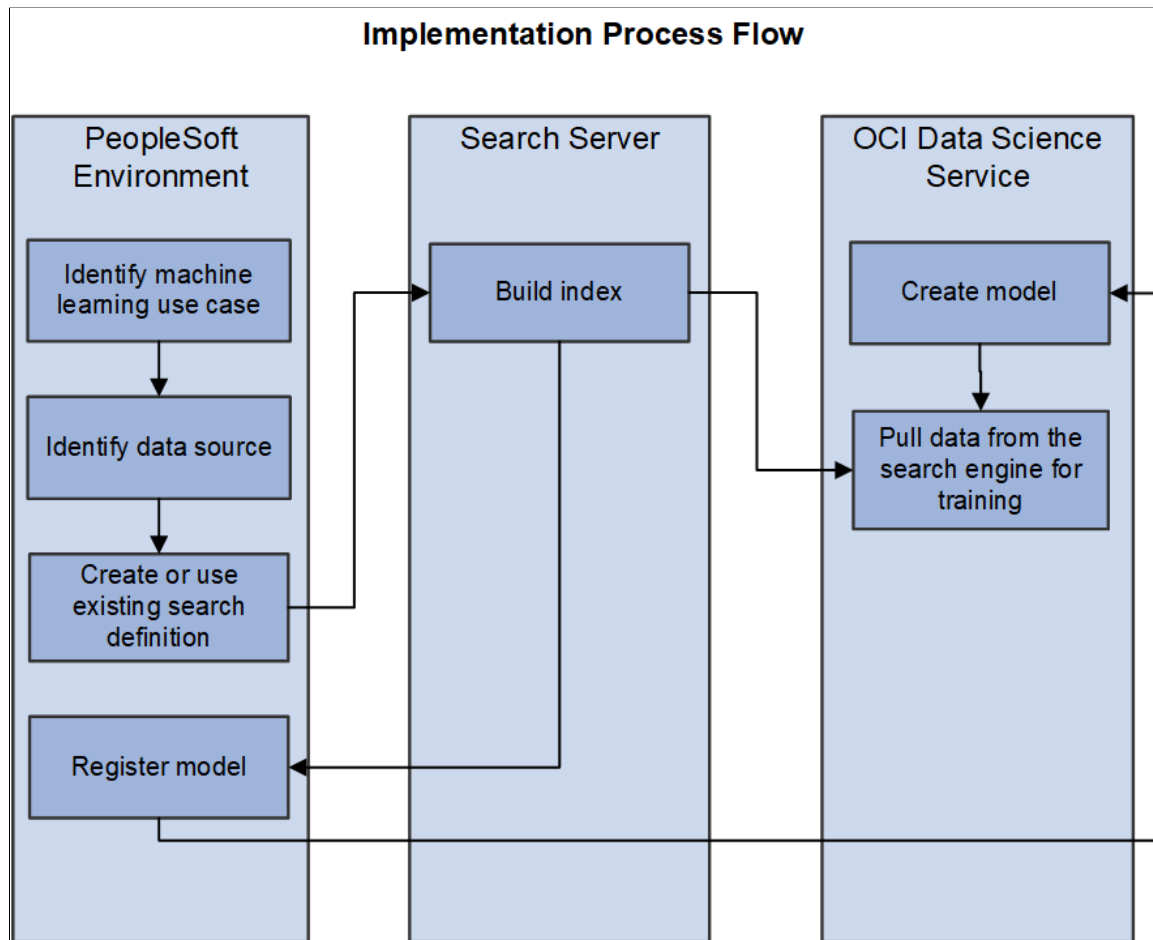 Implementation Process Flow
PeopleSoft
Environment
Identify machine
learning use case
Identify data source
Create or use
existing search
definition
Register model
Search Server
Build index
OCI Data Science
Service
Create model
Pull data from the
search engine for
training